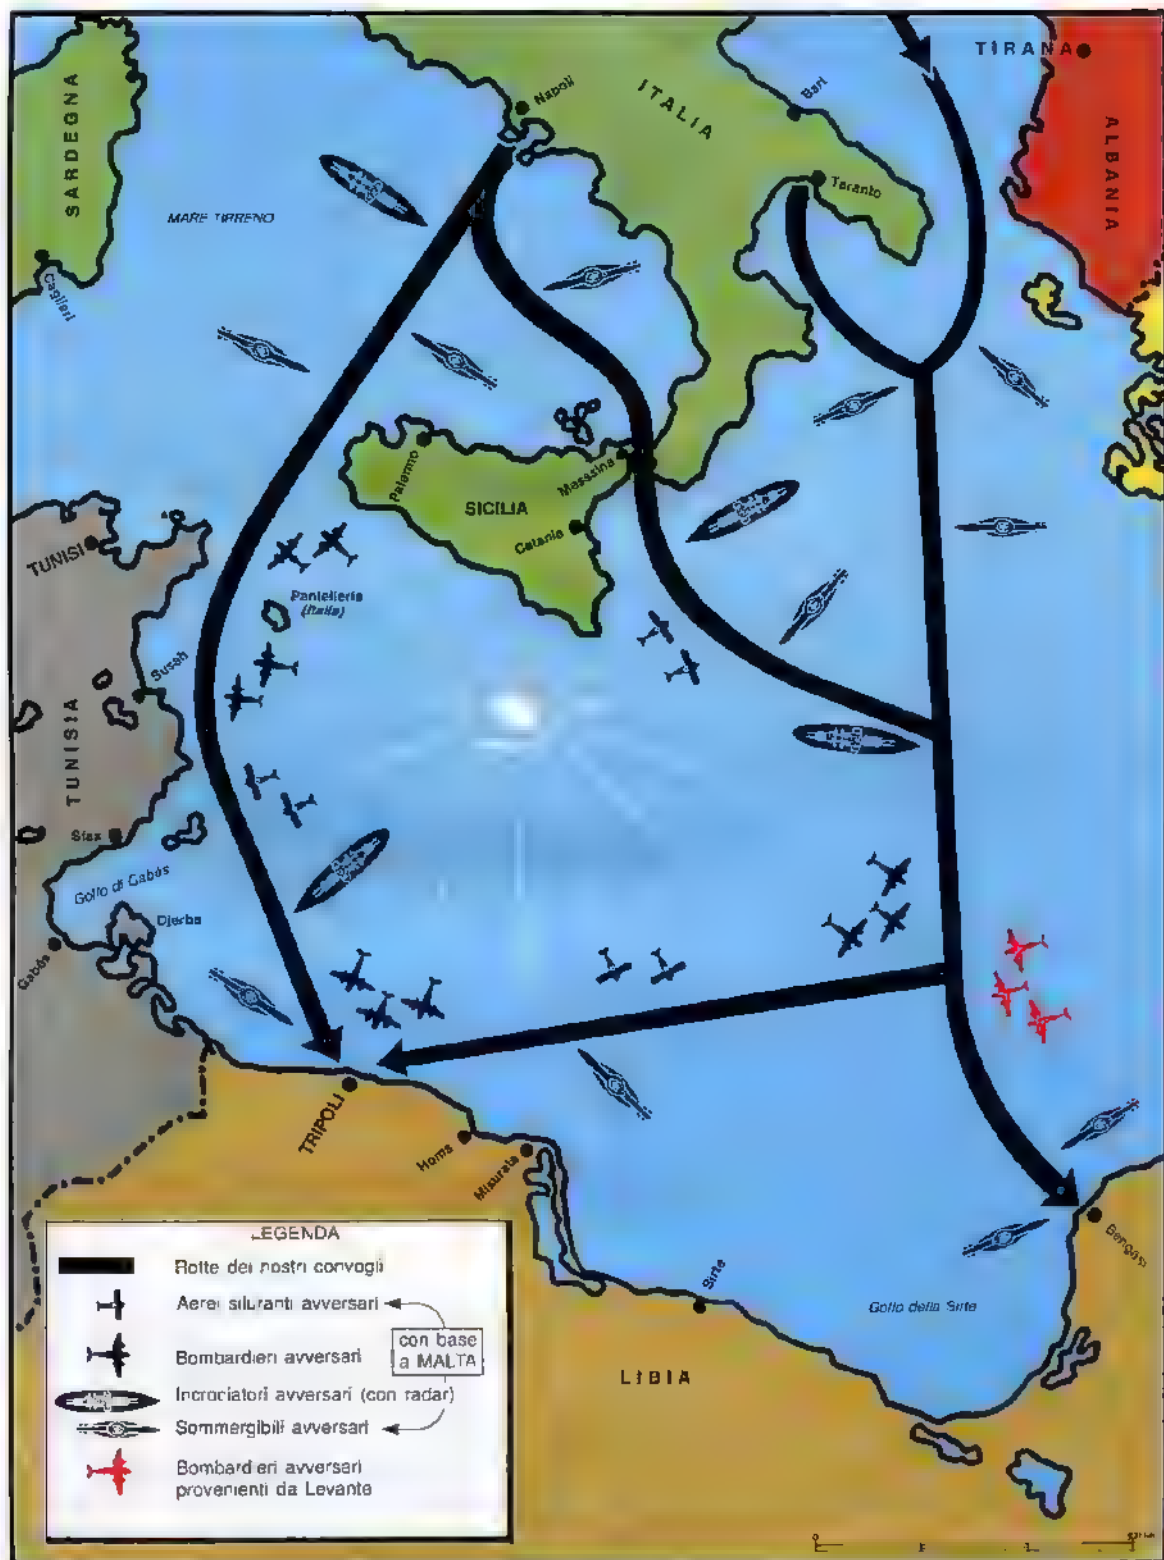 TIRANA
Napoli
ITALIA
Bari
SARDEGNA
ALBANIA
Taranto
MARE TIRRENO
Cagliari
Palermo
Messsina
SICILIA
Catania
TUNISI
Pantelleria
(Italia)
Susah
TUNISIA
Sfax
Golfo di Gabès
Djerba
Gabès
TRIPOLI
Homs
Misurata
Bengasi
Sirte
Golfo della Sirte
LIBIA
LEGENDA
Rotte dei nostri convogli
Aerei siluranti avversari
con base
a MALTA
Bombardieri avversari
Incrociatori avversari (con radar)
Sommergibili avversari
Bombardieri avversari
provenienti da Levante
0